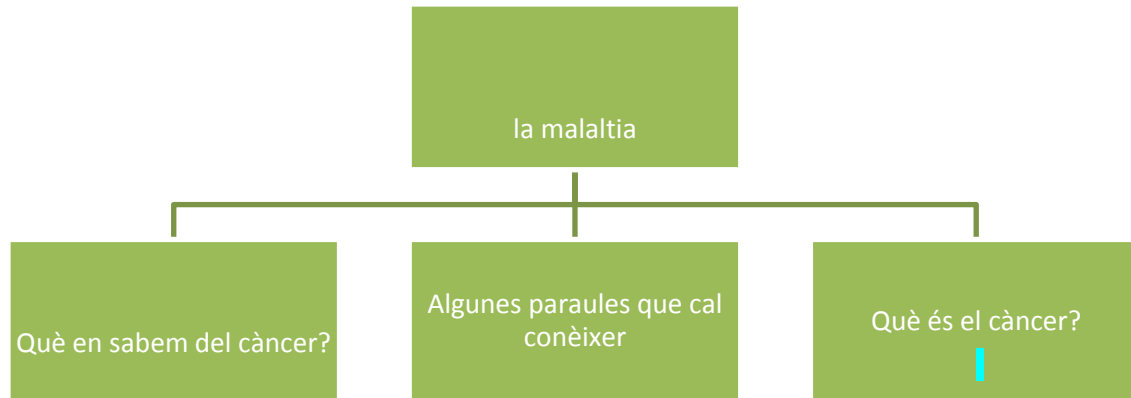 la malaltia
Què en sabem del càncer?
Algunes paraules que cal
conèixer
Què és el càncer?